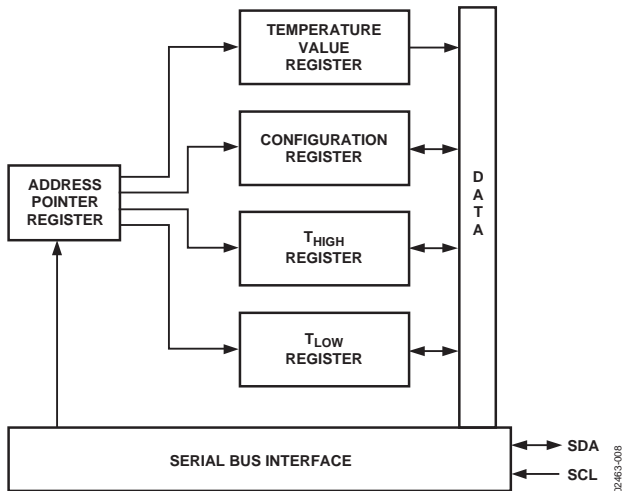 TEMPERATURE
VALUE
REGISTER
CONFIGURATION
REGISTER
ADDRESS
POINTER
REGISTER
DATA
THIGH
REGISTER
TLOW
REGISTER
SERIAL BUS INTERFACE
SDA
SCL
02463-008